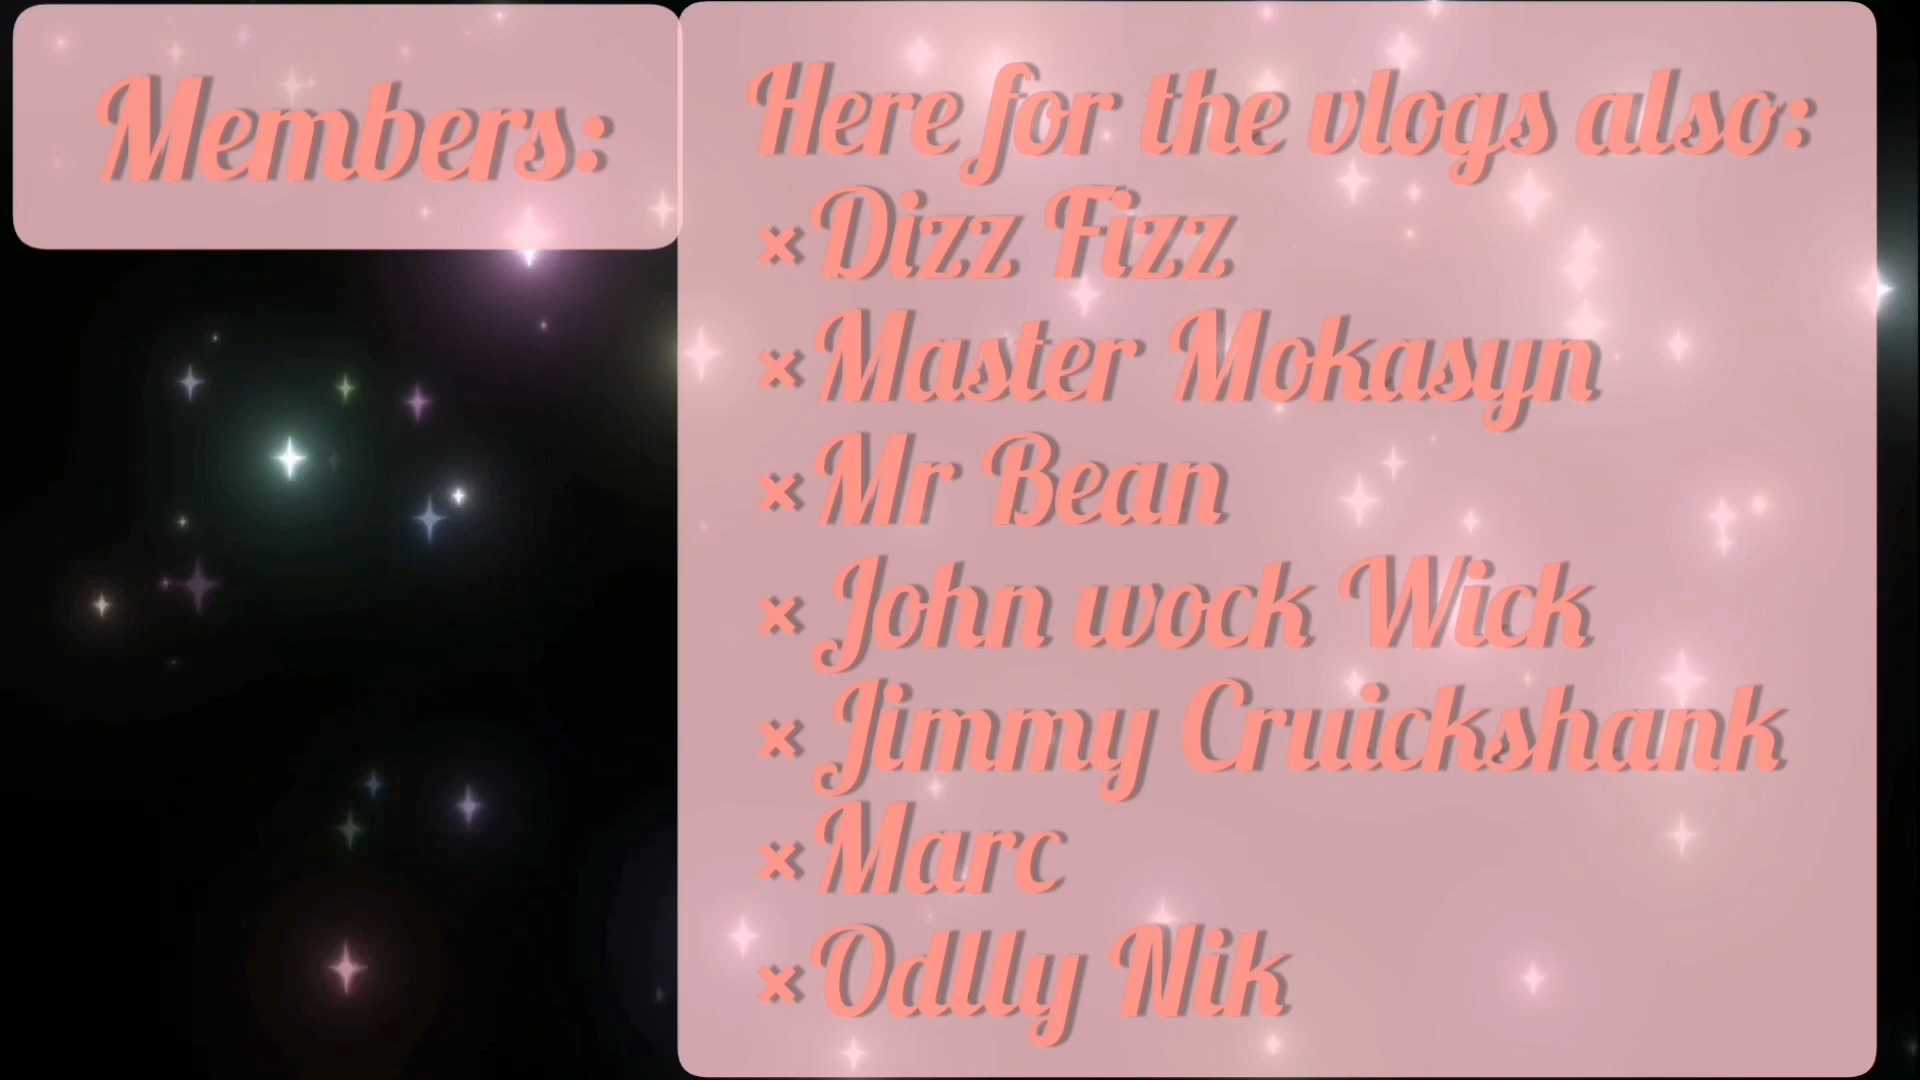 Members:
Here for the vlogs also:
×Dizz Fizz
×Master Mokasyn
×Mr Bean
×John wock Wick
×Jimmy Cruickshank
×Marc
×Odlly Nik